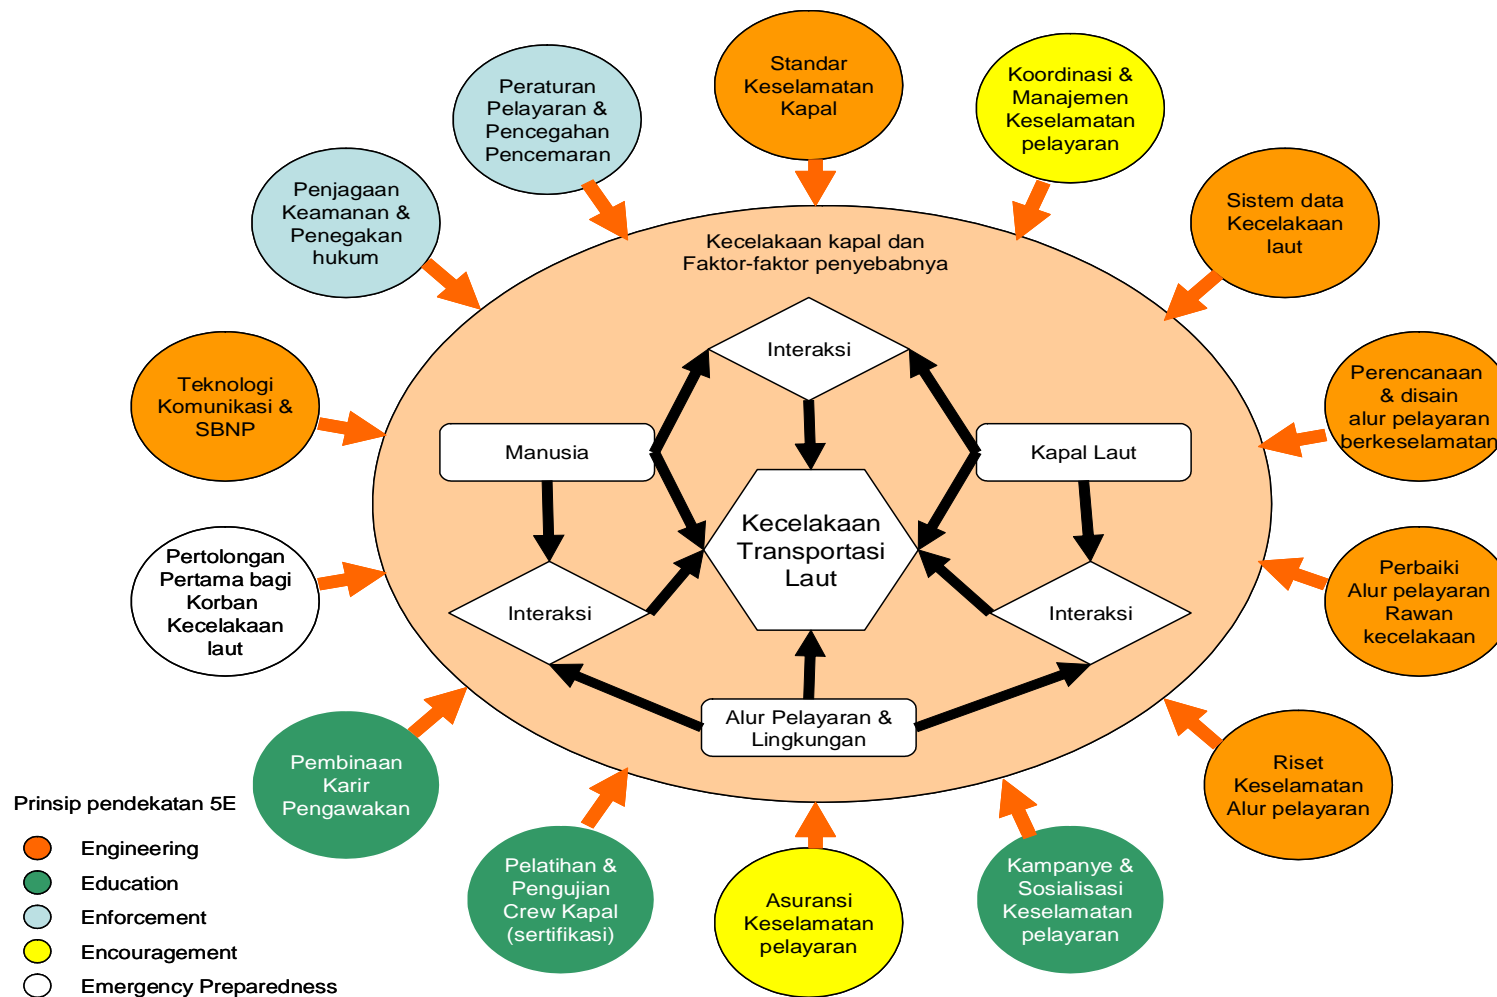 Standar
Keselamatan
Kapal
Koordinasi &
Manajemen
Keselamatan
pelayaran
Peraturan
Pelayaran &
Pencegahan
Pencemaran
Penjagaan
Keamanan &
Penegakan
hukum
Sistem data
Kecelakaan
laut
Kecelakaan kapal dan
Faktor-faktor penyebabnya
Interaksi
Teknologi
Komunikasi &
SBNP
Perencanaan
& disain
alur pelayaran
berkeselamatan
Manusia
Kapal Laut
Kecelakaan
Transportasi
Laut
Pertolongan
Pertama bagi
Korban
Kecelakaan
laut
Interaksi
Interaksi
Perbaiki
Alur pelayaran
Rawan
kecelakaan
Alur Pelayaran &
Lingkungan
Pembinaan
Karir
Pengawakan
Riset
Keselamatan
Alur pelayaran
Pelatihan &
Pengujian
Crew Kapal
(sertifikasi)
Asuransi
Keselamatan
pelayaran
Kampanye &
Sosialisasi
Keselamatan
pelayaran
Prinsip pendekatan 5E
Engineering
Education
Enforcement
Encouragement
Emergency Preparedness